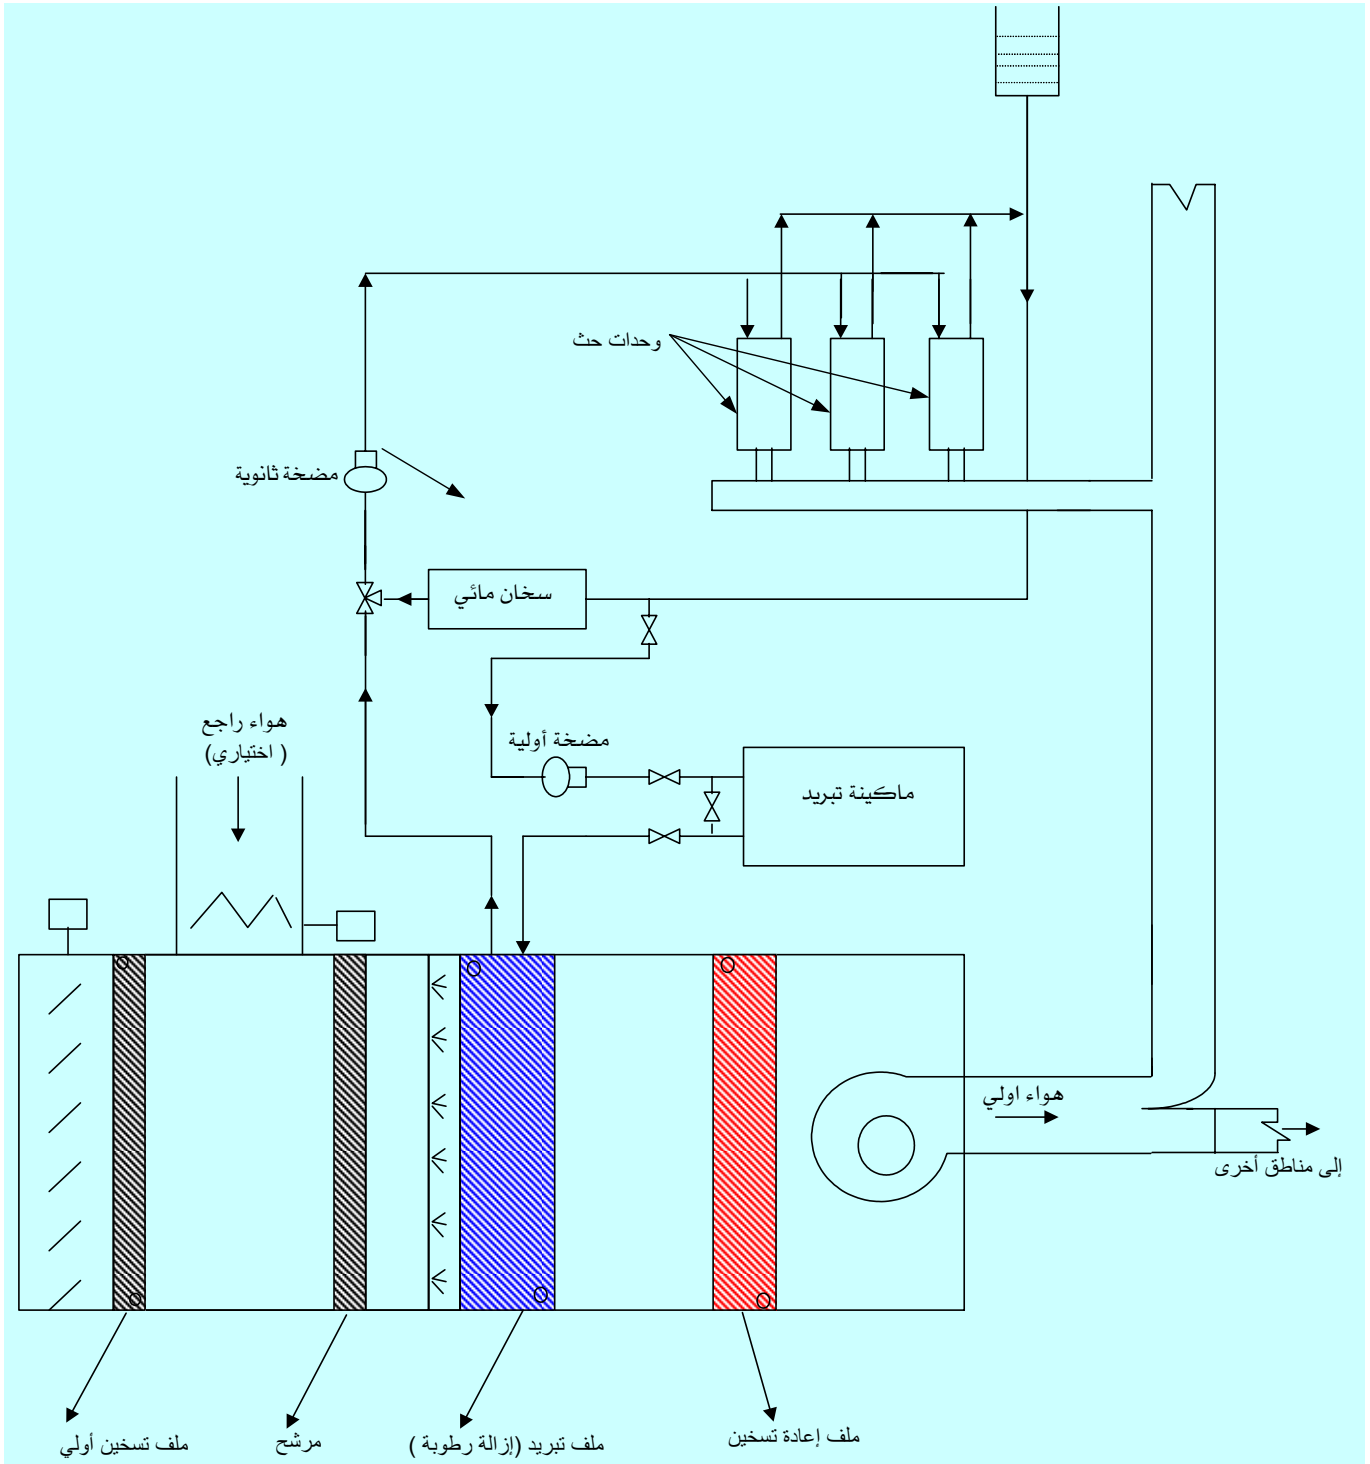 وحدات حث
مضخة ثانوية
سخان مائي
هواء راجع
( اختياري)
مضخة أولية
ماكينة تبريد
هواء اولي
إلى مناطق أخرى
ملف إعادة تسخين
ملف تبريد (إزالة رطوبة )
مرشح
ملف تسخين أولي